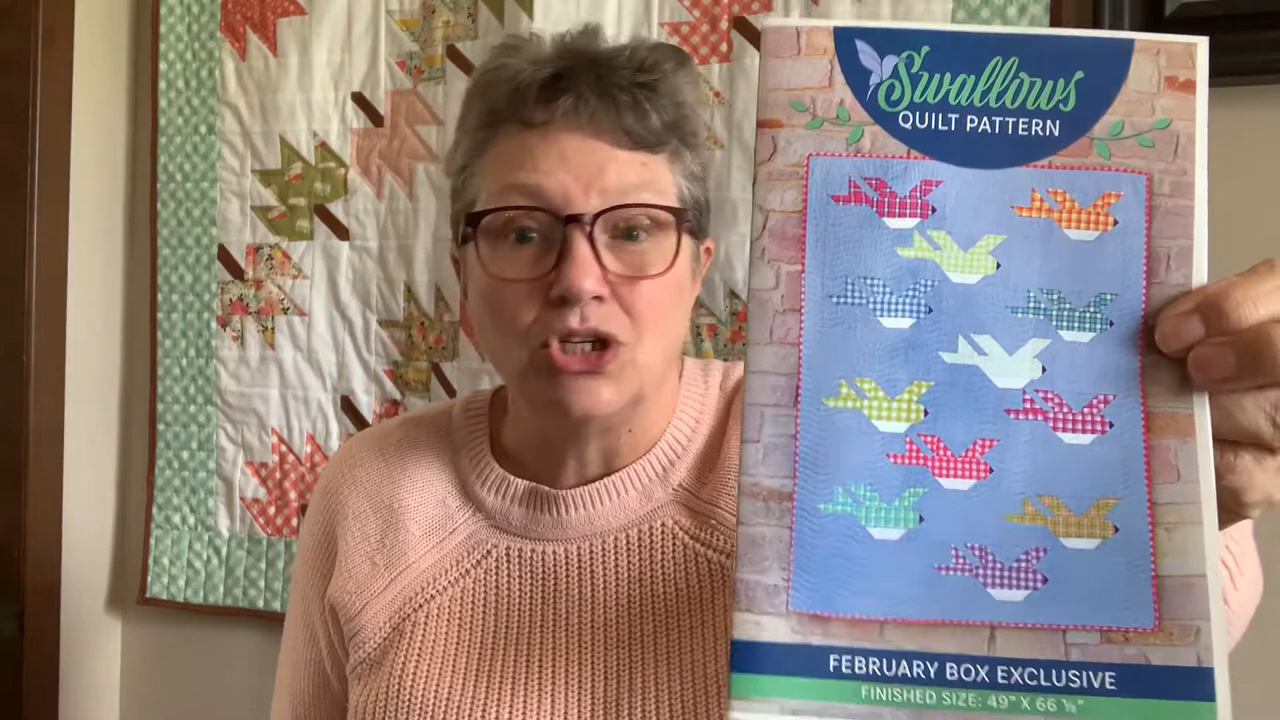 Swallows
QUILT PATTERN
FEBRUARY BOX EXCLUSIVE
FINISHED SIZE: 49" X 66 ½"